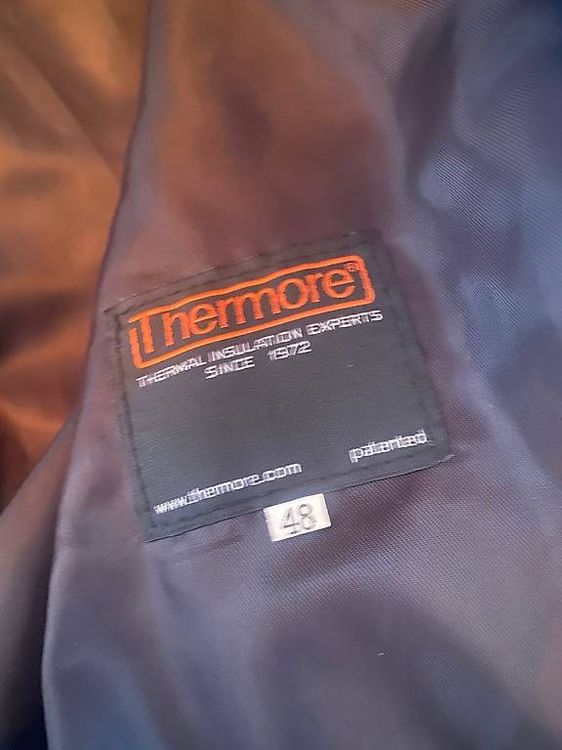 Thermore®
THERMAL INSULATION EXPERTS
SINCE 1972
patented
www.thermore.com
48